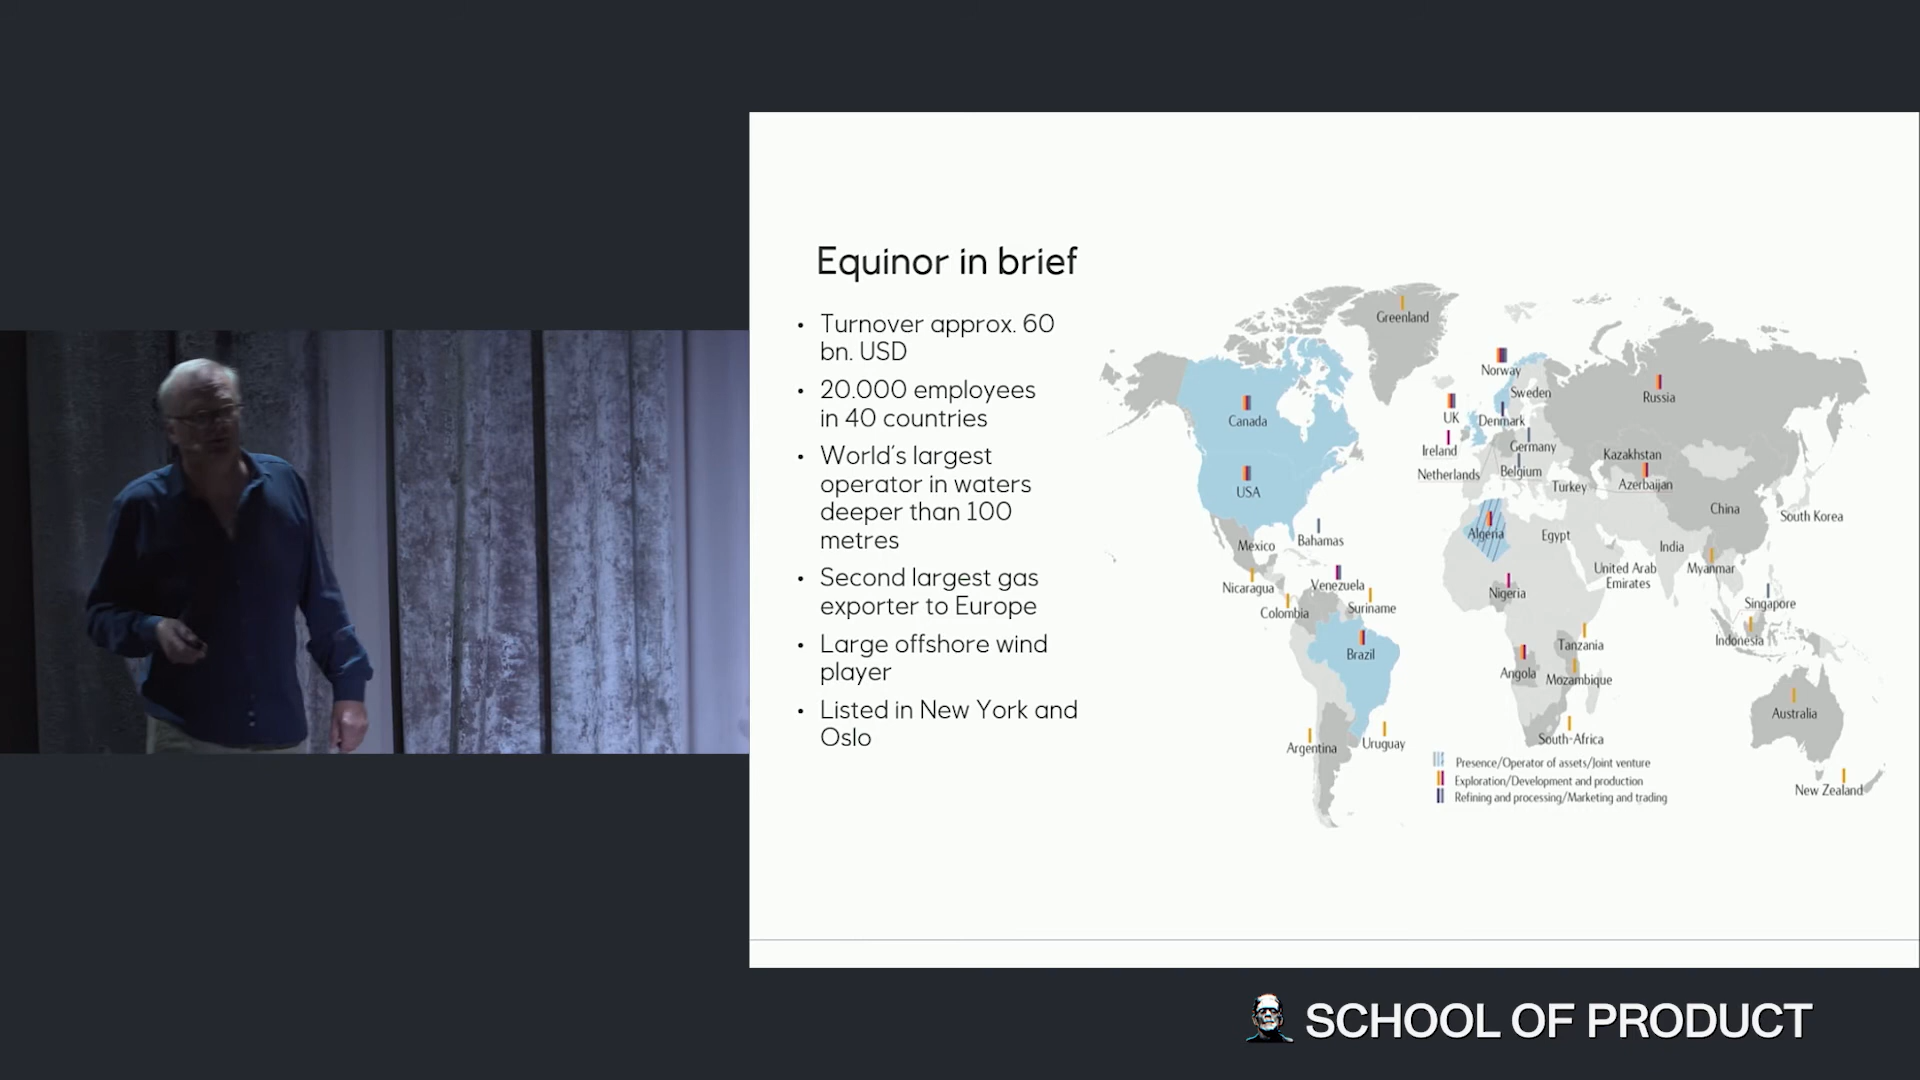 Equinor in brief
• Turnover approx. 60
bn. USD
• 20.000 employees
in 40 countries
• World's largest
operator in waters
deeper than 100
metres
• Second largest gas
exporter to Europe
• Large offshore wind
player
• Listed in New York and
Oslo
Greenland
Norway
Sweden
Russia
Canada
UK
Denmark
Ireland
Germany
Kazakhstan
Netherlands
Belgium
USA
Turkey
Azerbaijan
China
South Korea
Algeria
Egypt
Mexico
Bahamas
India
Myanmar
United Arab
Emirates
Nicaragua
Venezuela
Nigeria
Colombia
Suriname
Singapore
Indonesia
Tanzania
Brazil
Angola
Mozambique
Australia
Argentina
Uruguay
South-Africa
New Zealand
Presence/Operator of assets/Joint venture
Exploration/Development and production
Refining and processing/Marketing and trading
SCHOOL OF PRODUCT